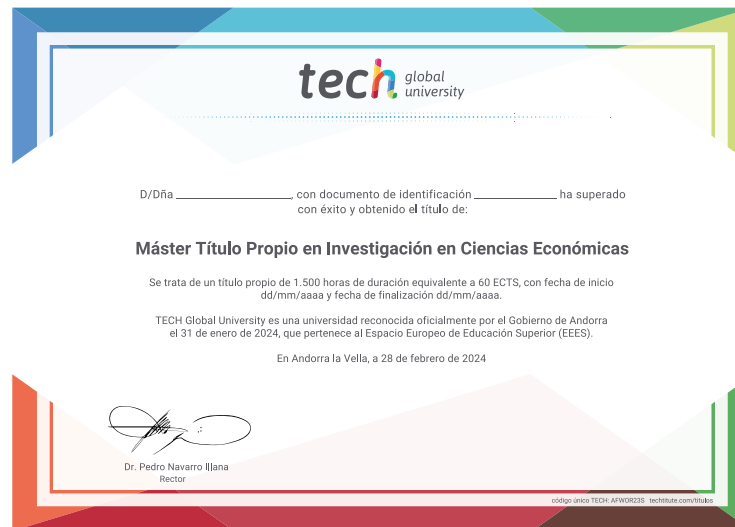 tech global
university
D/Dña ____________________, con documento de identificación ______________ ha superado
con éxito y obtenido el título de:
Máster Título Propio en Investigación en Ciencias Económicas
Se trata de un título propio de 1.500 horas de duración equivalente a 60 ECTS, con fecha de inicio
dd/mm/aaaa y fecha de finalización dd/mm/aaaa.
TECH Global University es una universidad reconocida oficialmente por el Gobierno de Andorra
el 31 de enero de 2024, que pertenece al Espacio Europeo de Educación Superior (EEES).
En Andorra la Vella, a 28 de febrero de 2024
Dr. Pedro Navarro Illana
Rector
código único TECH: AFWOR23S techtitute.com/titulos